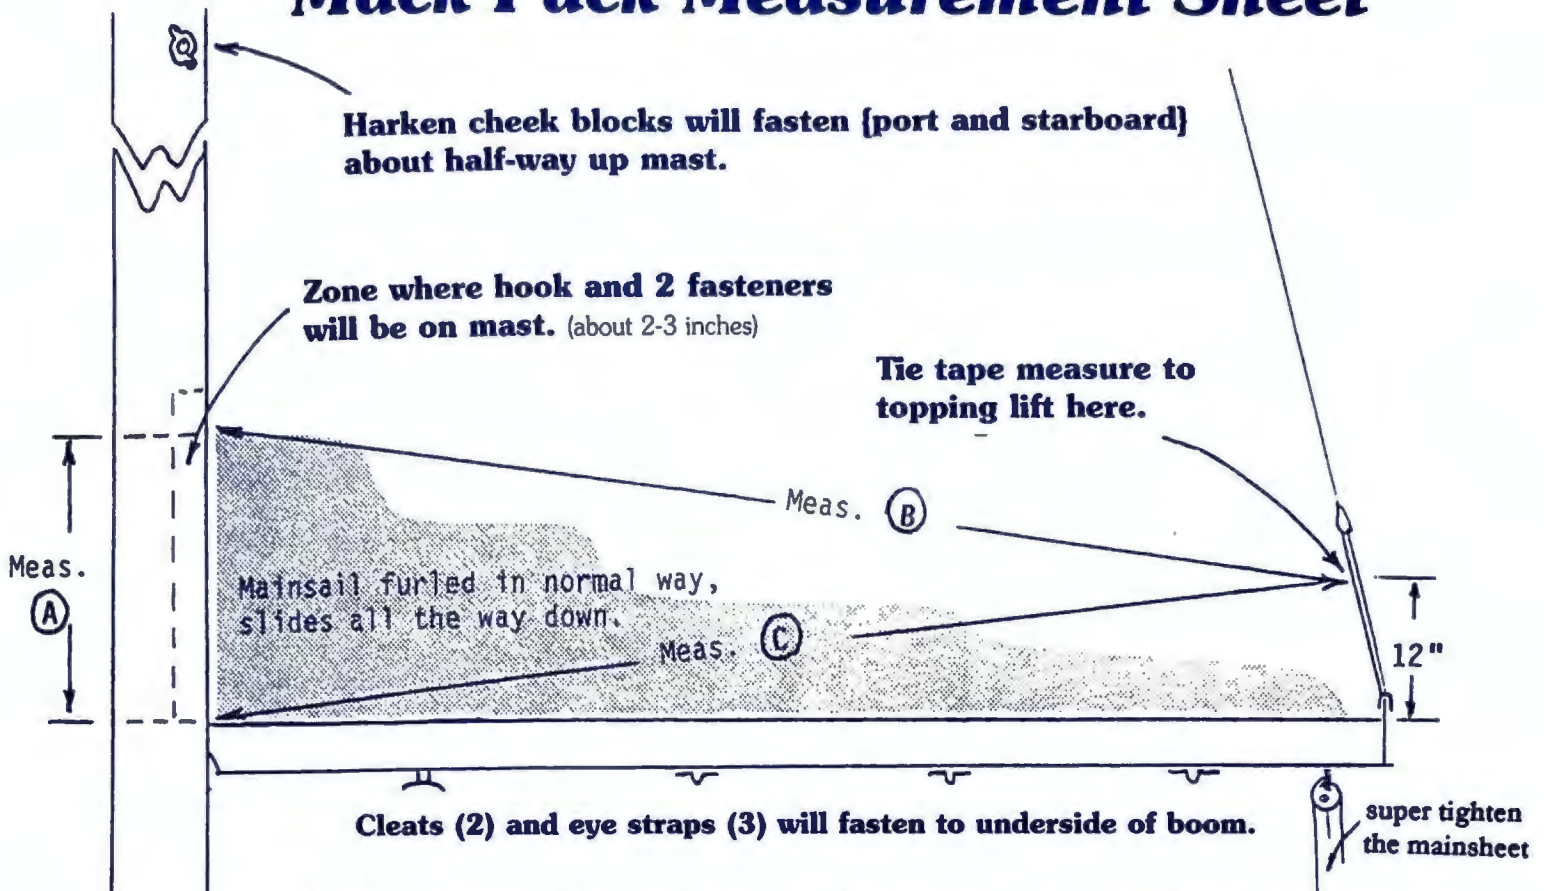 Mack Pack Measurement Sheet
Harken cheek blocks will fasten {port and starboard}
about half-way up mast.
Zone where hook and 2 fasteners
will be on mast. (about 2-3 inches)
Tie tape measure to
topping lift here.
Meas. B
Meas.
A
Mainsail furled in normal way,
slides all the way down.
Meas. C
12"
Cleats (2) and eye straps (3) will fasten to underside of boom.
super tighten
the mainsheet